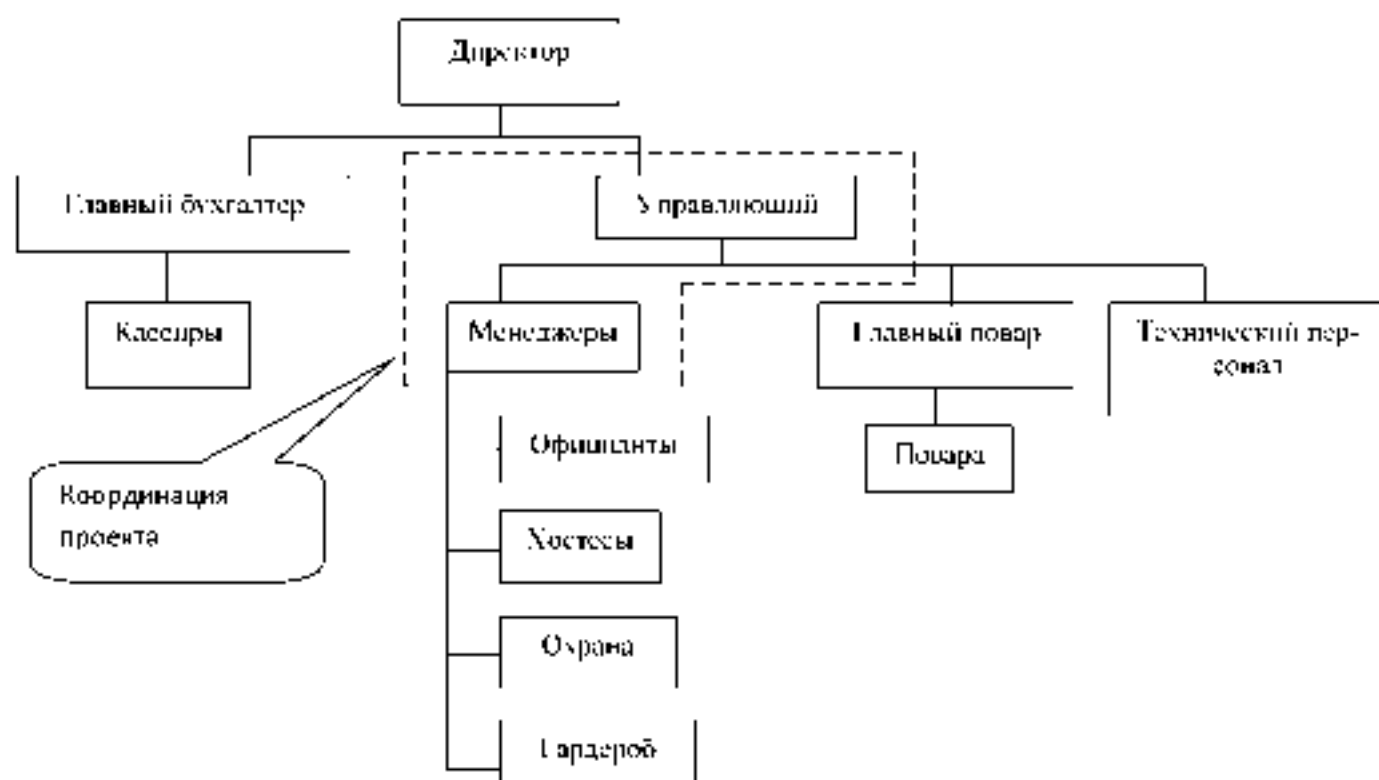 Директор
Главный бухгалтер
Управляющий
Кассиры
Менеджеры
Главный повар
Технический пер-
сонал
Официанты
Повара
Координация
проекта
Хостесы
Охрана
Гардероб